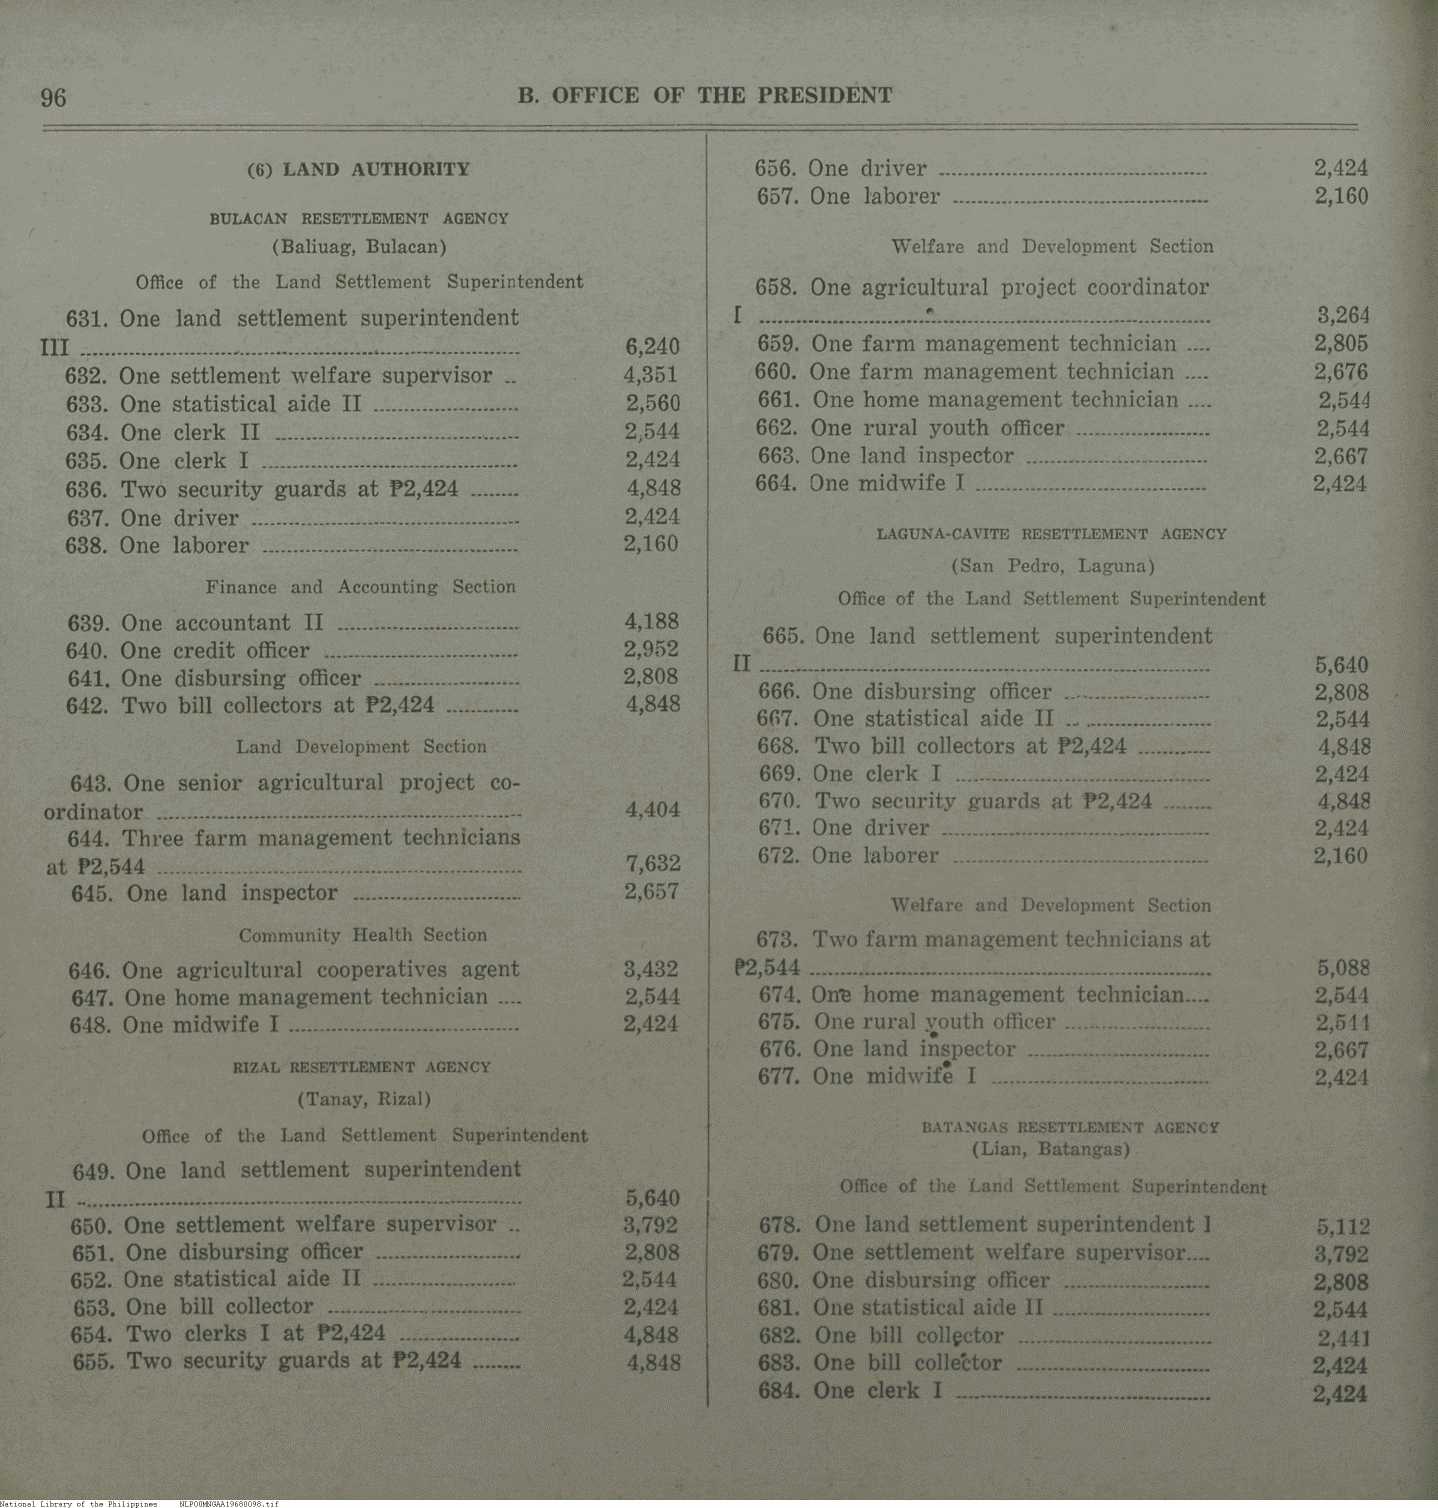 96
B. OFFICE OF THE PRESIDENT
(6) LAND AUTHORITY
BULACAN RESETTLEMENT AGENCY
(Baliuag, Bulacan)
Office of the Land Settlement Superintendent
631. One land settlement superintendent
III ........ 6,240
632. One settlement welfare supervisor .. 4,351
633. One statistical aide II ........ 2,560
634. One clerk II ........ 2,544
635. One clerk I ........ 2,424
636. Two security guards at ₱2,424 ........ 4,848
637. One driver ........ 2,424
638. One laborer ........ 2,160
Finance and Accounting Section
639. One accountant II ........ 4,188
640. One credit officer ........ 2,952
641. One disbursing officer ........ 2,808
642. Two bill collectors at ₱2,424 ........ 4,848
Land Development Section
643. One senior agricultural project co-
ordinator ........ 4,404
644. Three farm management technicians
at ₱2,544 ........ 7,632
645. One land inspector ........ 2,657
Community Health Section
646. One agricultural cooperatives agent 3,432
647. One home management technician .... 2,544
648. One midwife I ........ 2,424
RIZAL RESETTLEMENT AGENCY
(Tanay, Rizal)
Office of the Land Settlement Superintendent
649. One land settlement superintendent
II ........ 5,640
650. One settlement welfare supervisor .. 3,792
651. One disbursing officer ........ 2,808
652. One statistical aide II ........ 2,544
653. One bill collector ........ 2,424
654. Two clerks I at ₱2,424 ........ 4,848
655. Two security guards at ₱2,424 ........ 4,848
656. One driver ........ 2,424
657. One laborer ........ 2,160
Welfare and Development Section
658. One agricultural project coordinator
I ........ 3,264
659. One farm management technician .... 2,805
660. One farm management technician .... 2,676
661. One home management technician .... 2,544
662. One rural youth officer ........ 2,544
663. One land inspector ........ 2,667
664. One midwife I ........ 2,424
LAGUNA-CAVITE RESETTLEMENT AGENCY
(San Pedro, Laguna)
Office of the Land Settlement Superintendent
665. One land settlement superintendent
II ........ 5,640
666. One disbursing officer ........ 2,808
667. One statistical aide II ........ 2,544
668. Two bill collectors at ₱2,424 ........ 4,848
669. One clerk I ........ 2,424
670. Two security guards at ₱2,424 ........ 4,848
671. One driver ........ 2,424
672. One laborer ........ 2,160
Welfare and Development Section
673. Two farm management technicians at
₱2,544 ........ 5,088
674. One home management technician.... 2,544
675. One rural youth officer ........ 2,544
676. One land inspector ........ 2,667
677. One midwife I ........ 2,424
BATANGAS RESETTLEMENT AGENCY
(Lian, Batangas)
Office of the Land Settlement Superintendent
678. One land settlement superintendent I 5,112
679. One settlement welfare supervisor.... 3,792
680. One disbursing officer ........ 2,808
681. One statistical aide II ........ 2,544
682. One bill collector ........ 2,441
683. One bill collector ........ 2,424
684. One clerk I ........ 2,424
National Library of the Philippines NLPOOMNGAA19680098.tif